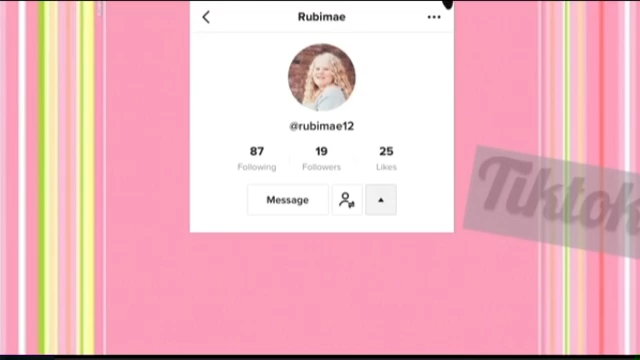 Rubimae
@rubimae12
87 19 25
Following Followers Likes
Message
Tiktok